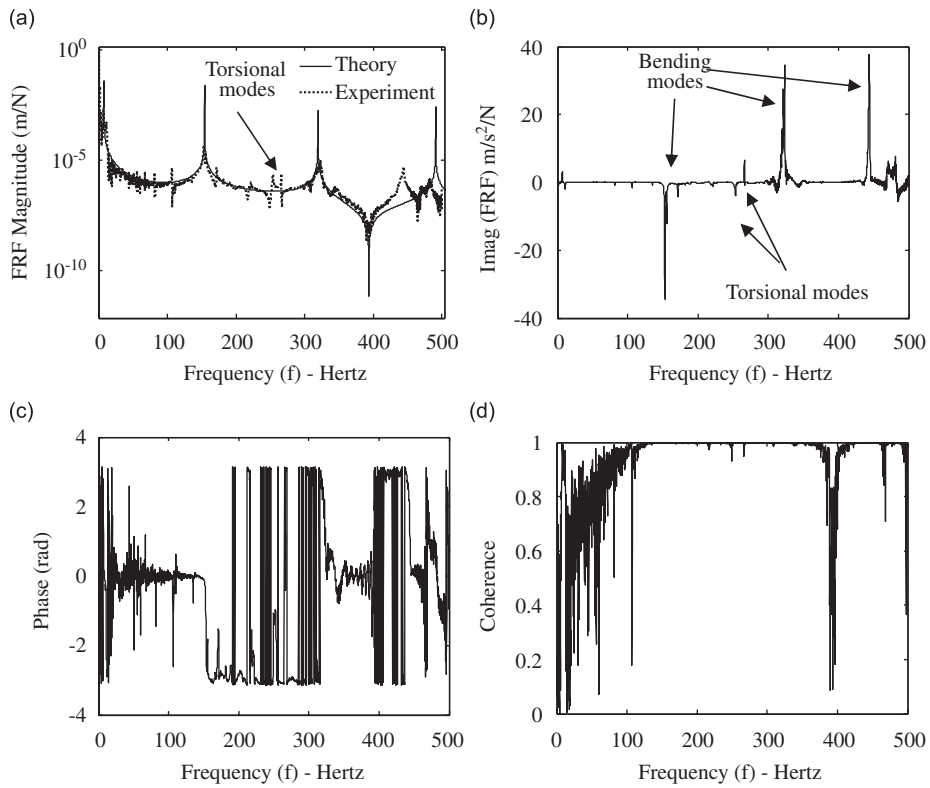 (a)
10^0
10^-5
10^-10
FRF Magnitude (m/N)
Torsional
modes
Theory
Experiment
0 100 200 300 400 500
Frequency (f) - Hertz
(b)
40
20
0
-20
-40
Imag (FRF) m/s^2/N
Bending
modes
Torsional modes
0 100 200 300 400 500
Frequency (f) - Hertz
(c)
4
2
0
-2
-4
Phase (rad)
0 100 200 300 400 500
Frequency (f) - Hertz
(d)
1
0.8
0.6
0.4
0.2
0
Coherence
0 100 200 300 400 500
Frequency (f) - Hertz